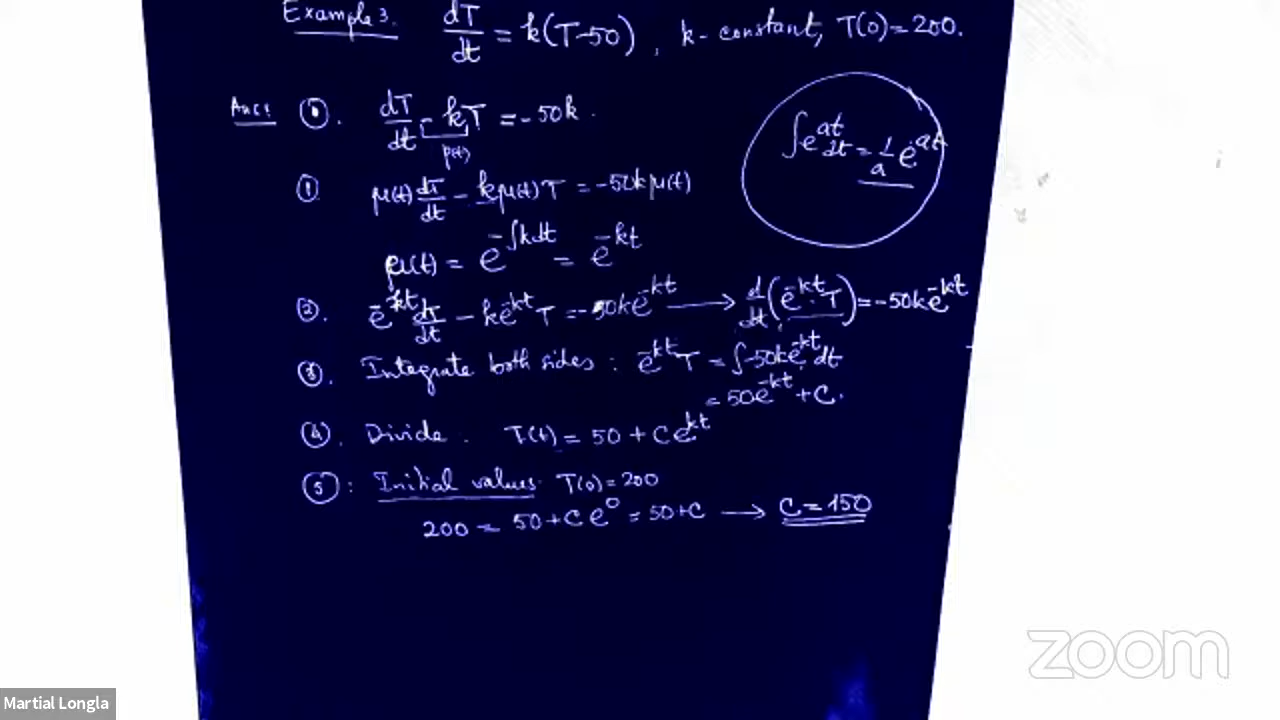 Example 3. dT/dt = k(T-50), k-constant, T(0)=200.
Ans: ⓪. dT/dt - kT = -50k.
p(t)
∫e^{at}dt = 1/a e^{at}
① μ(t) dT/dt - kμ(t)T = -50kμ(t)
μ(t) = e^{-∫kdt} = e^{-kt}
②. e^{-kt} dT/dt - ke^{-kt}T = -50ke^{-kt} → d/dt(e^{-kt}·T) = -50ke^{-kt}
③. Integrate both sides: e^{-kt}T = ∫-50ke^{-kt}dt
= 50e^{-kt} + C.
④. Divide. T(t) = 50 + Ce^{kt}
⑤: Initial values. T(0)=200
200 = 50+Ce^0 = 50+C → C=150
zoom
Martial Longla